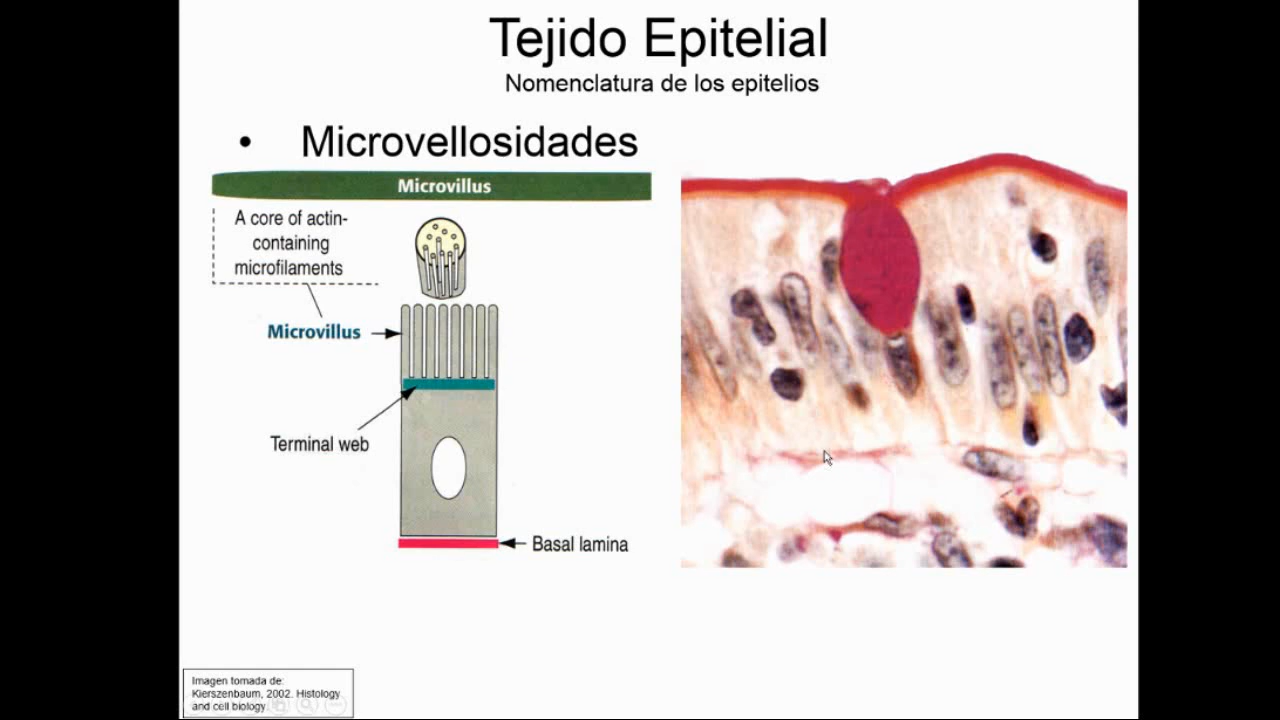 Tejido Epitelial
Nomenclatura de los epitelios
• Microvellosidades
Microvillus
A core of actin-
containing
microfilaments
Microvillus
Terminal web
Basal lamina
Imagen tomada de:
Kierszenbaum, 2002. Histology
and cell biology.